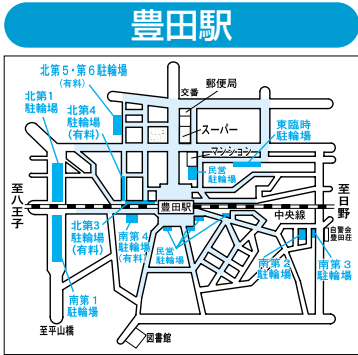 豊田駅
北第5・第6駐輪場
(有料)
北第1
駐輪場
北第4
駐輪場
(有料)
交番
郵便局
スーパー
マンション
東臨時
駐輪場
民営
駐輪場
至八王子
豊田駅
中央線
至日野
北第3
駐輪場
(有料)
南第4
駐輪場
(有料)
民営
駐輪場
自警会
豊田荘
南第2
駐輪場
南第3
駐輪場
南第1
駐輪場
至平山橋
図書館